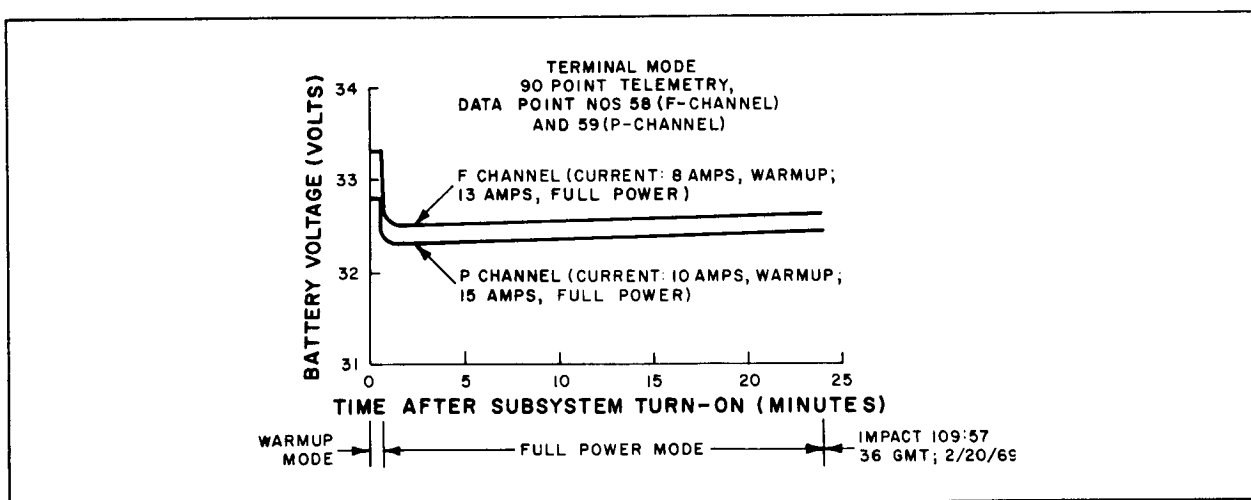 TERMINAL MODE
90 POINT TELEMETRY,
DATA POINT NOS 58 (F-CHANNEL)
AND 59 (P-CHANNEL)
BATTERY VOLTAGE (VOLTS)
34
33
32
31
F CHANNEL (CURRENT: 8 AMPS, WARMUP;
13 AMPS, FULL POWER)
P CHANNEL (CURRENT: 10 AMPS, WARMUP;
15 AMPS, FULL POWER)
0 5 10 15 20 25
TIME AFTER SUBSYSTEM TURN-ON (MINUTES)
WARMUP
MODE
FULL POWER MODE
IMPACT 109:57
36 GMT; 2/20/69